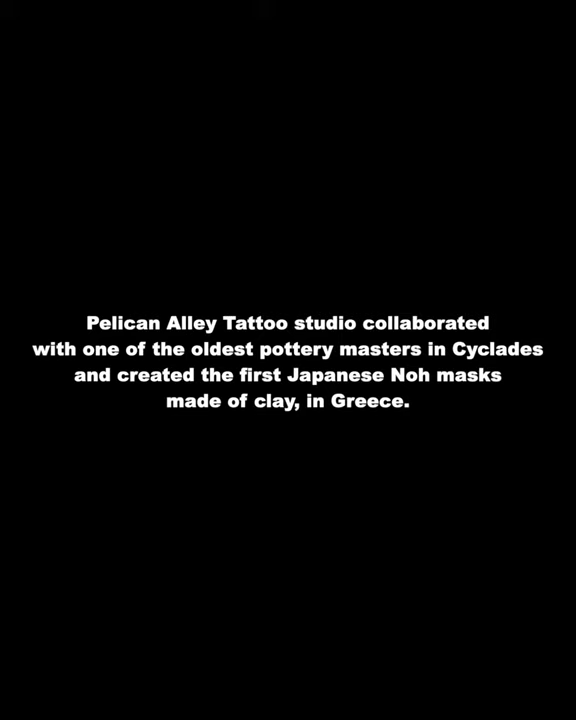 Pelican Alley Tattoo studio collaborated
with one of the oldest pottery masters in Cyclades
and created the first Japanese Noh masks
made of clay, in Greece.